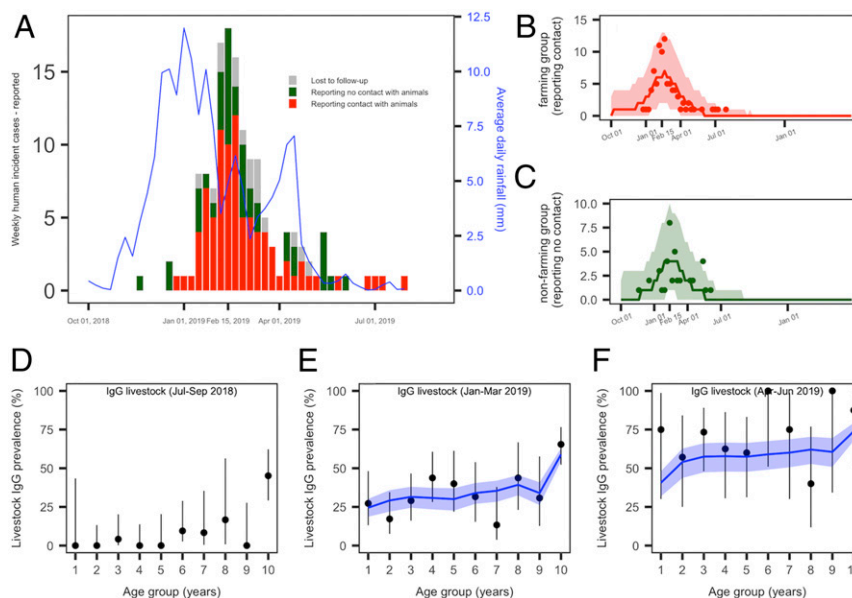 A
Weekly human incident cases - reported
15
10
5
0
Lost to follow-up
Reporting no contact with animals
Reporting contact with animals
12.5
10.0
7.5
5.0
2.5
0.0
Average daily rainfall (mm)
Oct 01, 2018
Jan 01, 2019
Feb 15, 2019
Apr 01, 2019
Jul 01, 2019
B
farming group
(reporting contact)
15
10
5
0
Oct 01
Jan 01
Feb 15
Apr 01
Jul 01
Jan 01
C
non-farming group
(reporting no contact)
10.0
7.5
5.0
2.5
0.0
Oct 01
Jan 01
Feb 15
Apr 01
Jul 01
Jan 01
D
IgG livestock (Jul-Sep 2018)
Livestock IgG prevalence (%)
100
75
50
25
0
1 2 3 4 5 6 7 8 9 10
Age group (years)
E
IgG livestock (Jan-Mar 2019)
Livestock IgG prevalence (%)
100
75
50
25
0
1 2 3 4 5 6 7 8 9 10
Age group (years)
F
IgG livestock (Apr-Jun 2019)
Livestock IgG prevalence (%)
100
75
50
25
0
1 2 3 4 5 6 7 8 9
Age group (years)